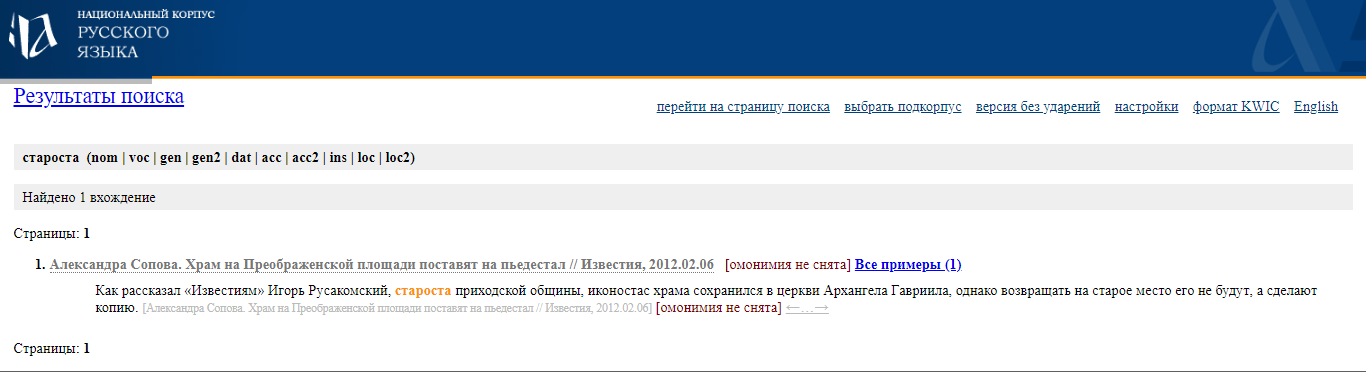 НАЦИОНАЛЬНЫЙ КОРПУС
РУССКОГО
ЯЗЫКА
Результаты поиска
перейти на страницу поиска выбрать подкорпус версия без ударений настройки формат KWIC English
староста (nom | voc | gen | gen2 | dat | acc | acc2 | ins | loc | loc2)
Найдено 1 вхождение
Страницы: 1
1. Александра Сопова. Храм на Преображенской площади поставят на пьедестал // Известия, 2012.02.06 [омонимия не снята] Все примеры (1)
Как рассказал «Известиям» Игорь Русакомский, староста приходской общины, иконостас храма сохранился в церкви Архангела Гавриила, однако возвращать на старое место его не будут, а сделают
копию. [Александра Сопова. Храм на Преображенской площади поставят на пьедестал // Известия, 2012.02.06] [омонимия не снята] ←…→
Страницы: 1